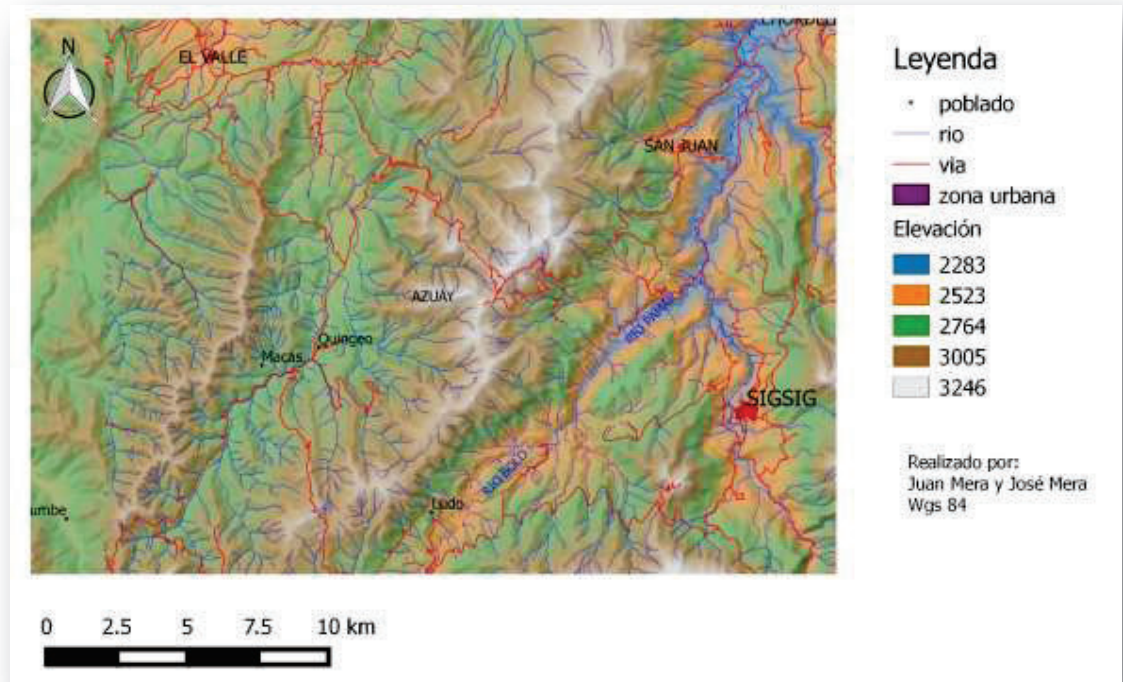 N
EL VALLE
SAN JUAN
AZUAY
Quingeo
Macas
SIGSIG
Ludo
0 2.5 5 7.5 10 km
Leyenda
poblado
rio
via
zona urbana
Elevación
2283
2523
2764
3005
3246
Realizado por:
Juan Mera y José Mera
Wgs 84